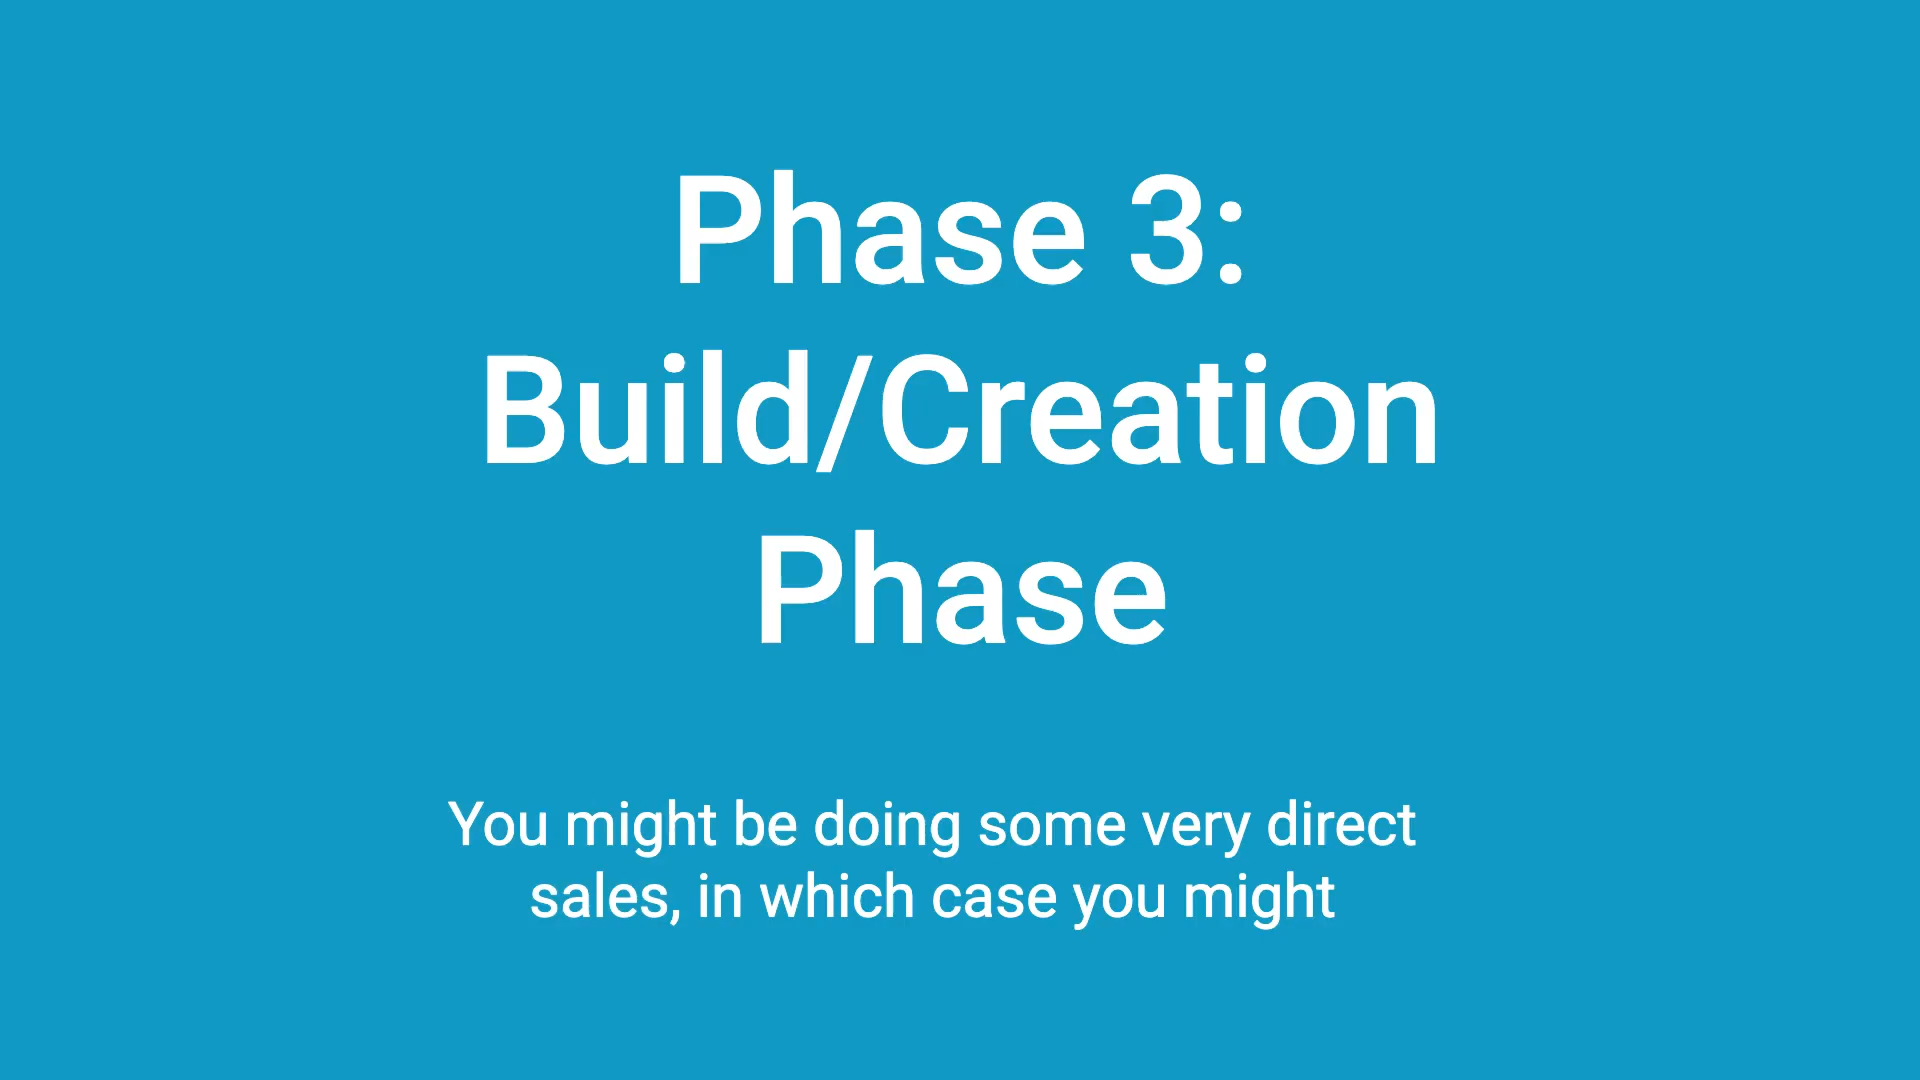 Phase 3:
Build/Creation
Phase
You might be doing some very direct
sales, in which case you might